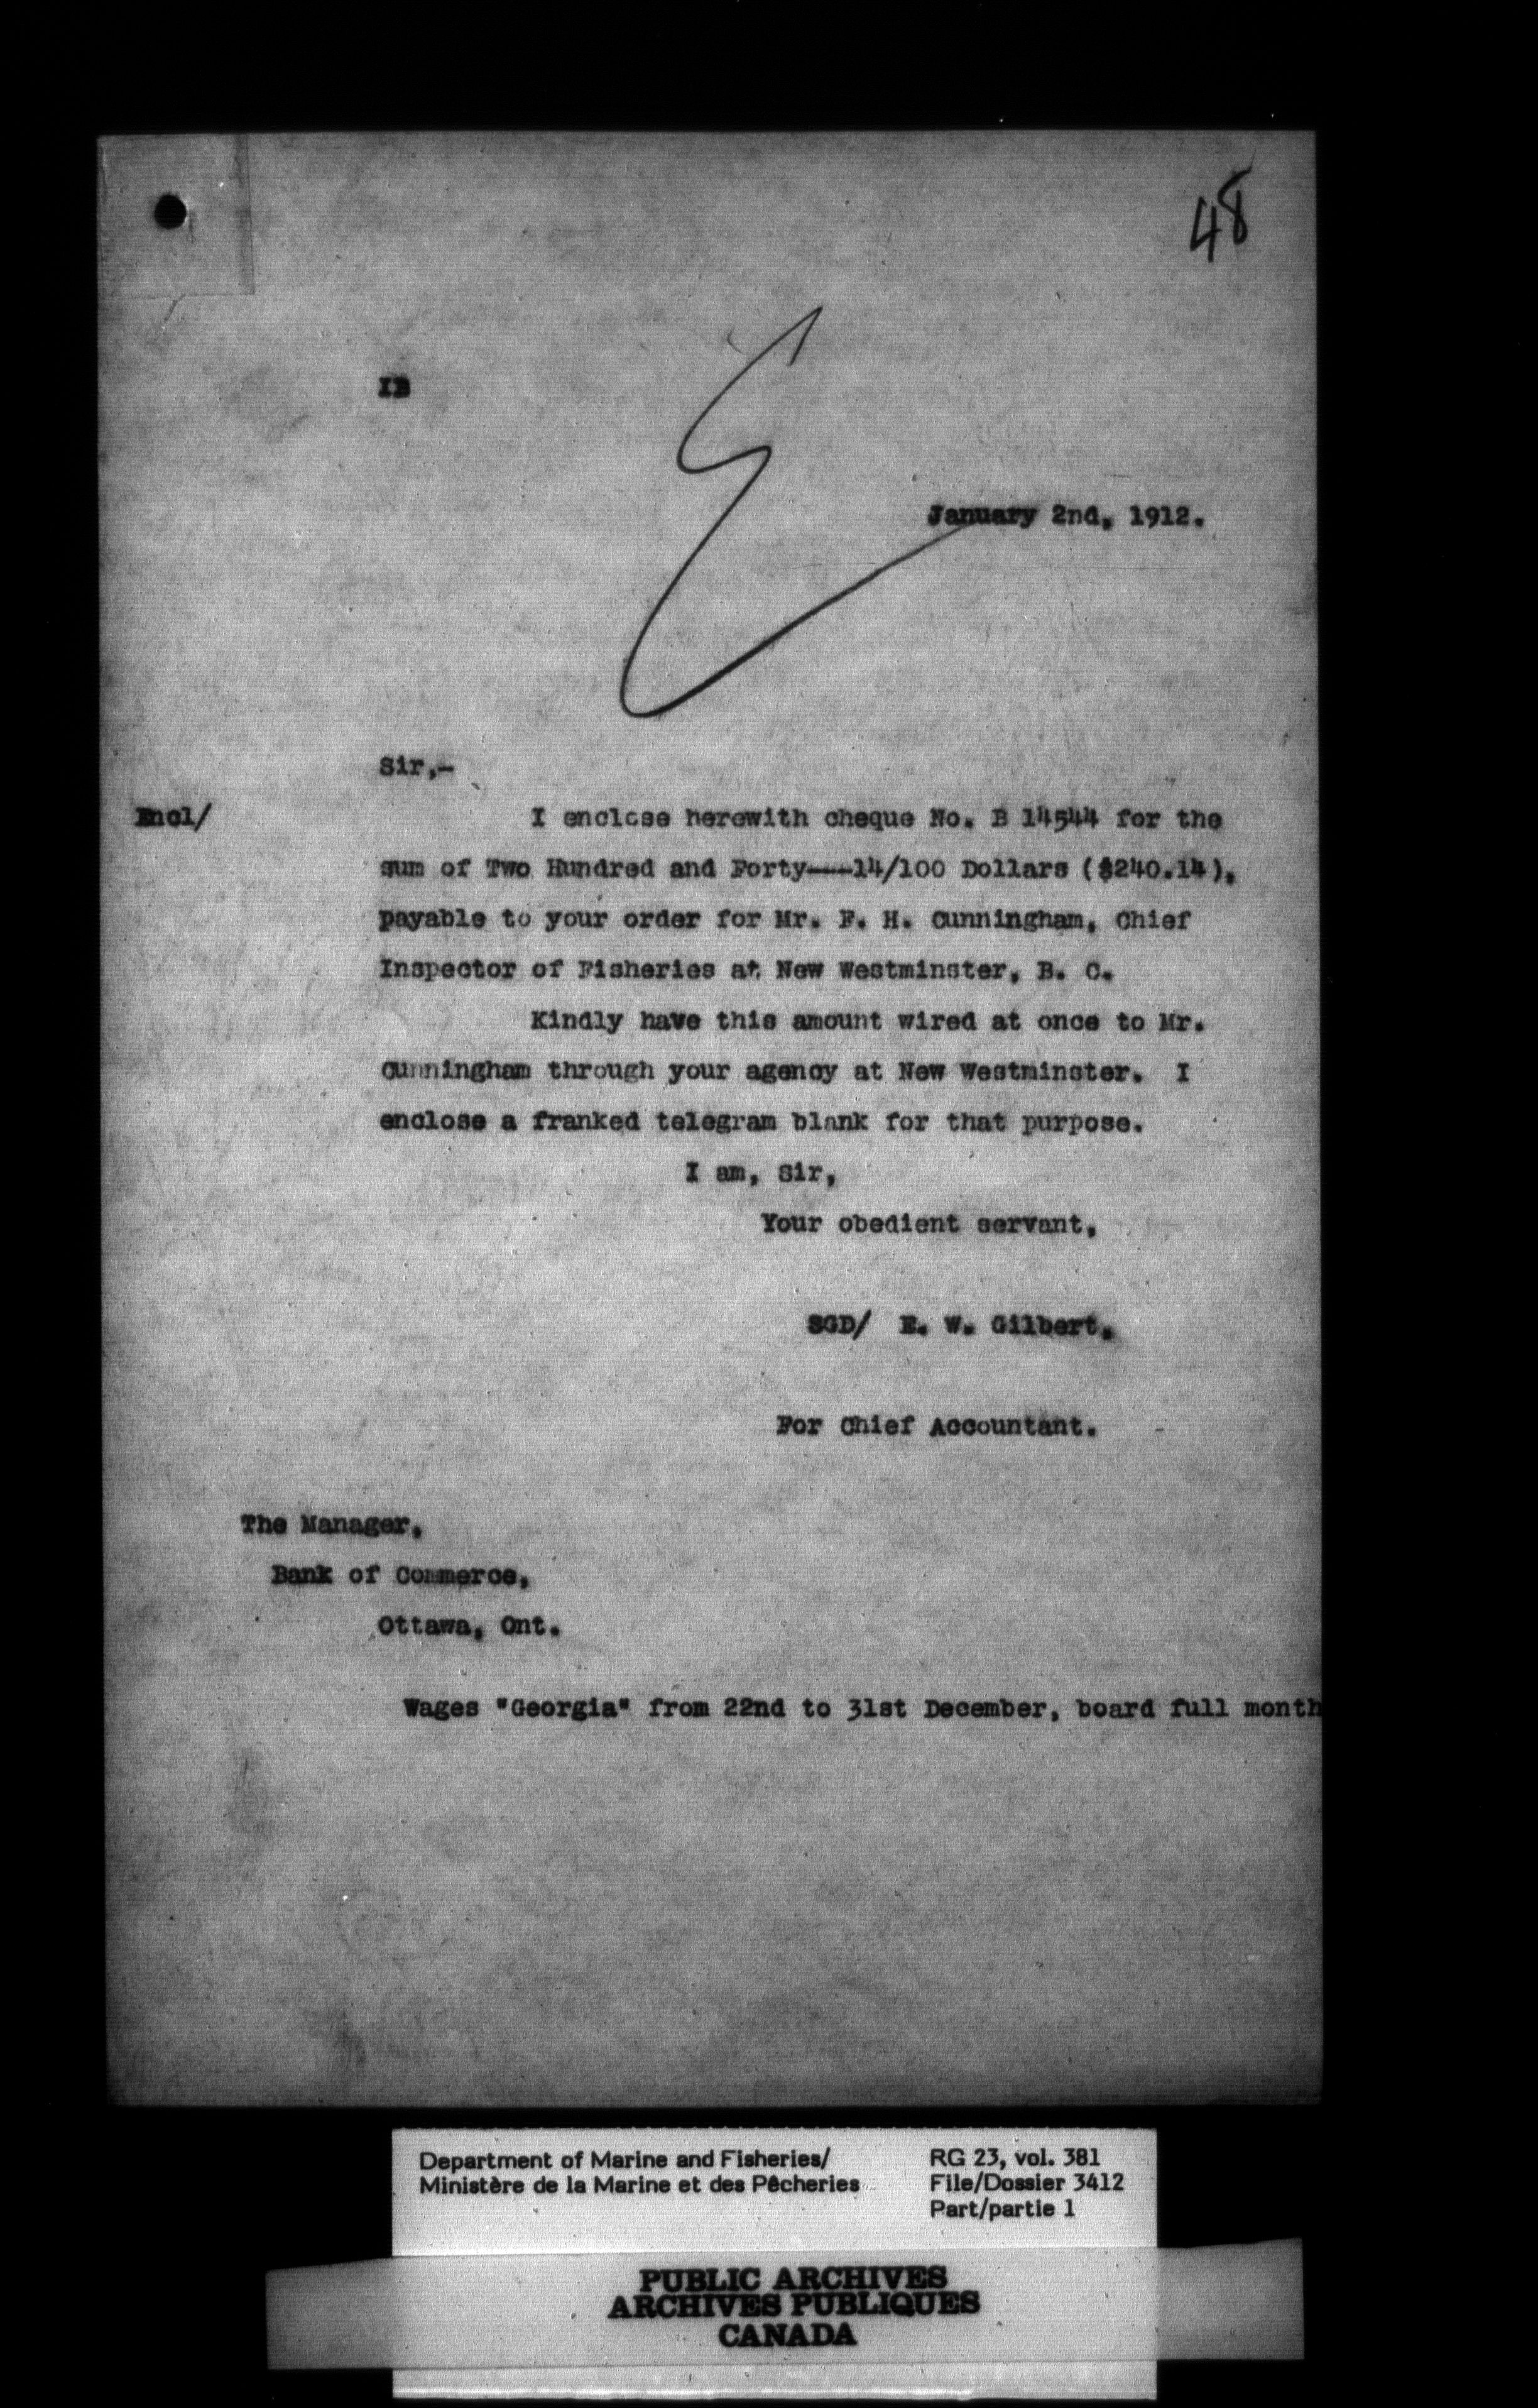 48
IB
January 2nd, 1912.
Sir,-
Encl/
I enclose herewith cheque No. B 14544 for the
sum of Two Hundred and Forty---14/100 Dollars ($240.14),
payable to your order for Mr. F. H. Cunningham, Chief
Inspector of Fisheries at New Westminster, B. C.
Kindly have this amount wired at once to Mr.
Cunningham through your agency at New Westminster. I
enclose a franked telegram blank for that purpose.
I am, Sir,
Your obedient servant,
SGD/ E. W. Gilbert,
For Chief Accountant.
The Manager,
Bank of Commerce,
Ottawa, Ont.
Wages "Georgia" from 22nd to 31st December, board full month
Department of Marine and Fisheries/
Ministère de la Marine et des Pêcheries
RG 23, vol. 381
File/Dossier 3412
Part/partie 1
PUBLIC ARCHIVES
ARCHIVES PUBLIQUES
CANADA